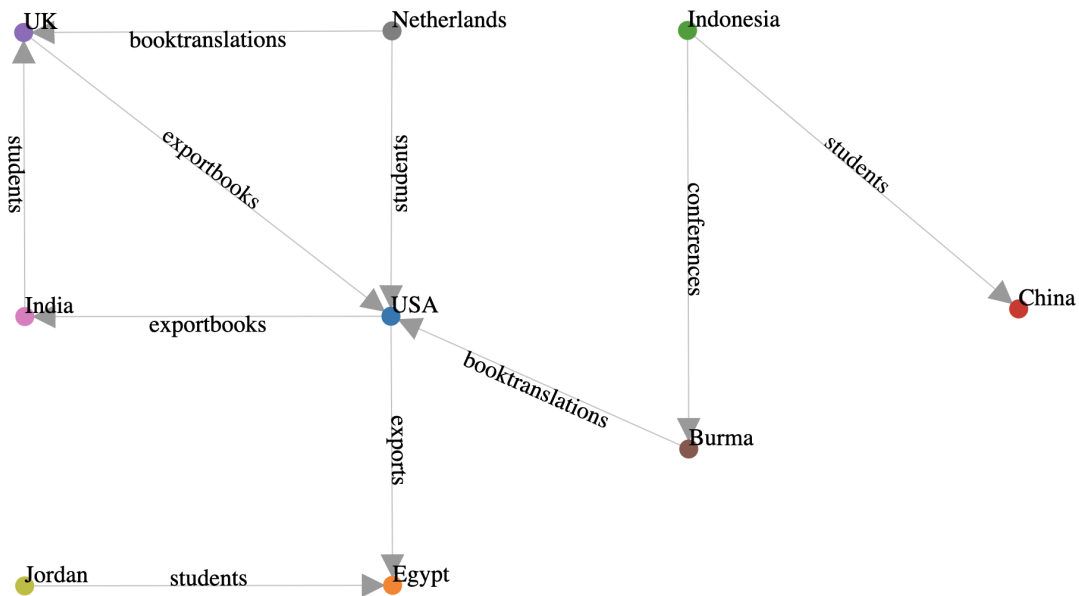 UK
Netherlands
Indonesia
booktranslations
students
exportbooks
students
students
conferences
India
USA
China
exportbooks
booktranslations
exports
Burma
Jordan
students
Egypt